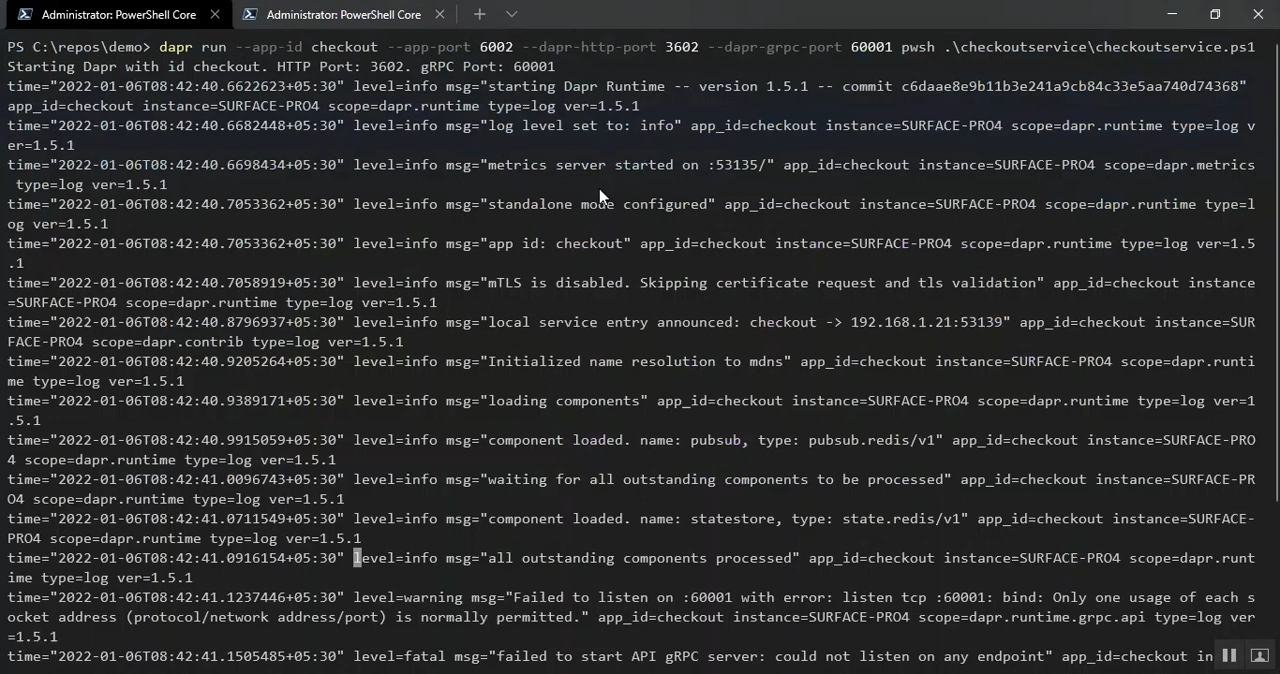 Administrator: PowerShell Core
Administrator: PowerShell Core
PS C:\repos\demo> dapr run --app-id checkout --app-port 6002 --dapr-http-port 3602 --dapr-grpc-port 60001 pwsh .\checkoutservice\checkoutservice.ps1
Starting Dapr with id checkout. HTTP Port: 3602. gRPC Port: 60001
time="2022-01-06T08:42:40.6622623+05:30" level=info msg="starting Dapr Runtime -- version 1.5.1 -- commit c6daae8e9b11b3e241a9cb84c33e5aa740d74368"
app_id=checkout instance=SURFACE-PRO4 scope=dapr.runtime type=log ver=1.5.1
time="2022-01-06T08:42:40.6682448+05:30" level=info msg="log level set to: info" app_id=checkout instance=SURFACE-PRO4 scope=dapr.runtime type=log v
er=1.5.1
time="2022-01-06T08:42:40.6698434+05:30" level=info msg="metrics server started on :53135/" app_id=checkout instance=SURFACE-PRO4 scope=dapr.metrics
type=log ver=1.5.1
time="2022-01-06T08:42:40.7053362+05:30" level=info msg="standalone mode configured" app_id=checkout instance=SURFACE-PRO4 scope=dapr.runtime type=l
og ver=1.5.1
time="2022-01-06T08:42:40.7053362+05:30" level=info msg="app id: checkout" app_id=checkout instance=SURFACE-PRO4 scope=dapr.runtime type=log ver=1.5
.1
time="2022-01-06T08:42:40.7058919+05:30" level=info msg="mTLS is disabled. Skipping certificate request and tls validation" app_id=checkout instance
=SURFACE-PRO4 scope=dapr.runtime type=log ver=1.5.1
time="2022-01-06T08:42:40.8796937+05:30" level=info msg="local service entry announced: checkout -> 192.168.1.21:53139" app_id=checkout instance=SUR
FACE-PRO4 scope=dapr.contrib type=log ver=1.5.1
time="2022-01-06T08:42:40.9205264+05:30" level=info msg="Initialized name resolution to mdns" app_id=checkout instance=SURFACE-PRO4 scope=dapr.runti
me type=log ver=1.5.1
time="2022-01-06T08:42:40.9389171+05:30" level=info msg="loading components" app_id=checkout instance=SURFACE-PRO4 scope=dapr.runtime type=log ver=1
.5.1
time="2022-01-06T08:42:40.9915059+05:30" level=info msg="component loaded. name: pubsub, type: pubsub.redis/v1" app_id=checkout instance=SURFACE-PRO
4 scope=dapr.runtime type=log ver=1.5.1
time="2022-01-06T08:42:41.0096743+05:30" level=info msg="waiting for all outstanding components to be processed" app_id=checkout instance=SURFACE-PR
O4 scope=dapr.runtime type=log ver=1.5.1
time="2022-01-06T08:42:41.0711549+05:30" level=info msg="component loaded. name: statestore, type: state.redis/v1" app_id=checkout instance=SURFACE-
PRO4 scope=dapr.runtime type=log ver=1.5.1
time="2022-01-06T08:42:41.0916154+05:30" level=info msg="all outstanding components processed" app_id=checkout instance=SURFACE-PRO4 scope=dapr.runt
ime type=log ver=1.5.1
time="2022-01-06T08:42:41.1237446+05:30" level=warning msg="Failed to listen on :60001 with error: listen tcp :60001: bind: Only one usage of each s
ocket address (protocol/network address/port) is normally permitted." app_id=checkout instance=SURFACE-PRO4 scope=dapr.runtime.grpc.api type=log ver
=1.5.1
time="2022-01-06T08:42:41.1505485+05:30" level=fatal msg="failed to start API gRPC server: could not listen on any endpoint" app_id=checkout in